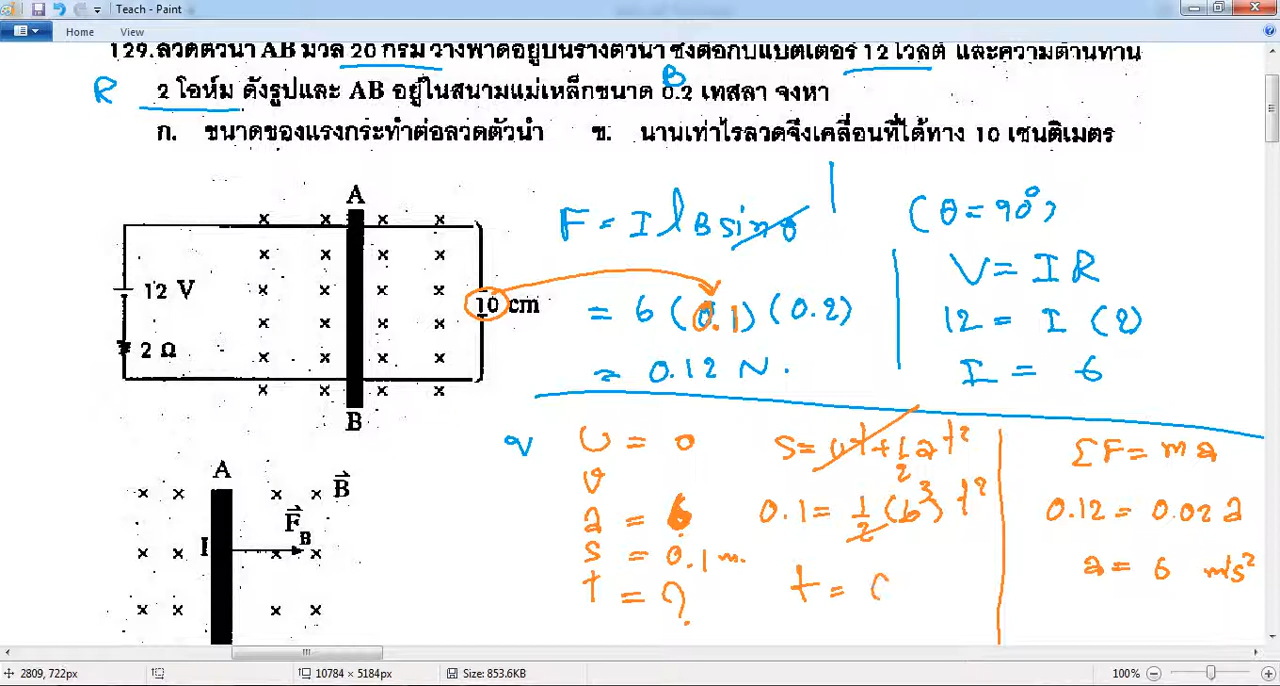 Teach - Paint
Home View
129.ลวดตัวนำ AB มวล 20 กรัม วางพาดอยู่บนรางตัวนำ ซึ่งต่อกับแบตเตอรี่ 12 โวลต์ และความต้านทาน
R 2 โอห์ม ดังรูปและ AB อยู่ในสนามแม่เหล็กขนาด 0.2 เทสลา จงหา
B
ก. ขนาดของแรงกระทำต่อลวดตัวนำ ข. นานเท่าไรลวดจึงเคลื่อนที่ได้ทาง 10 เซนติเมตร
A
12 V
2 Ω
10 cm
B
F = I l B sin θ
= 6 (0.1) (0.2)
= 0.12 N.
(θ = 90°)
V = I R
12 = I (2)
I = 6
ข
u = 0
v
a = 6
s = 0.1 m.
t = ?
s = ut + 1/2 at²
0.1 = 1/2 (6) t²
3
t = 0
ΣF = ma
0.12 = 0.02 a
a = 6 m/s²
A
B
I F B
2809, 722px
10784 × 5184px
Size: 853.6KB
100%